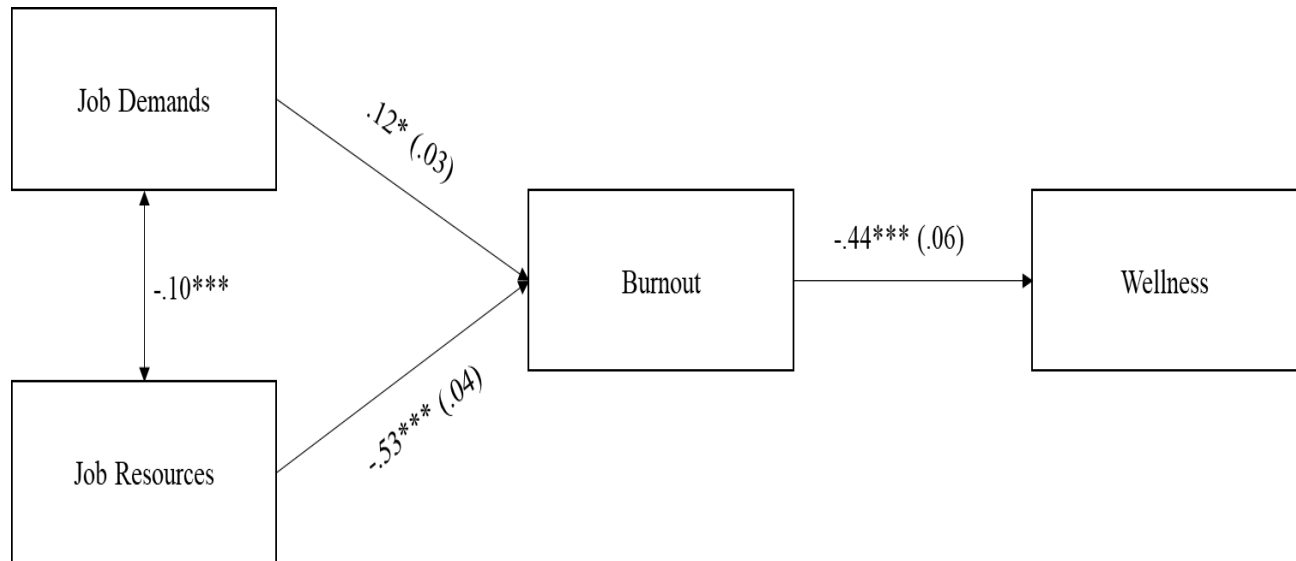 Job Demands
.12* (.03)
-.44*** (.06)
Burnout
Wellness
-.10***
-.53*** (.04)
Job Resources